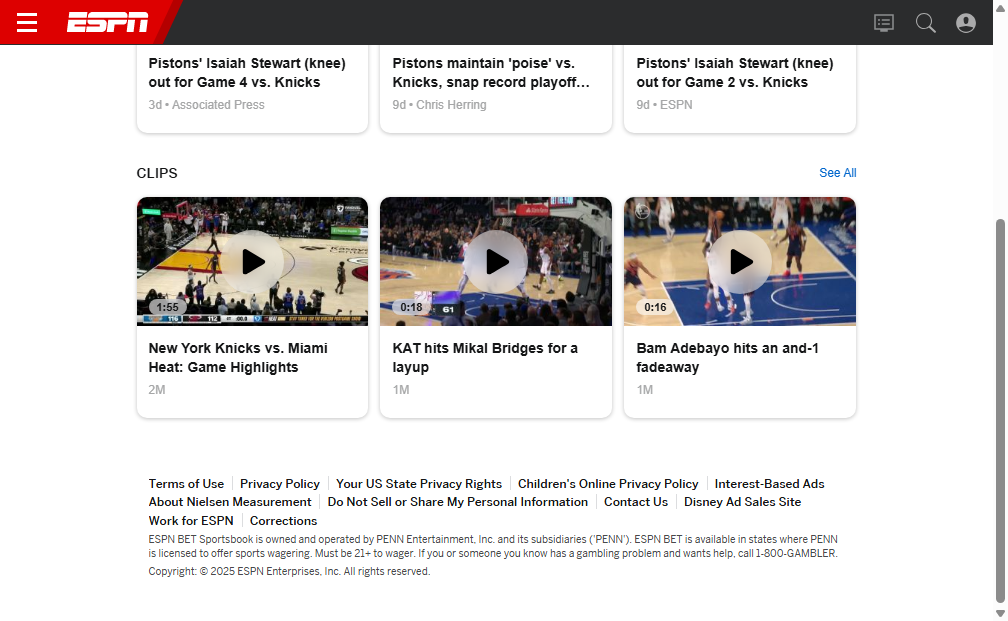 ESPN
Pistons' Isaiah Stewart (knee) out for Game 4 vs. Knicks
3d • Associated Press
Pistons maintain 'poise' vs. Knicks, snap record playoff…
9d • Chris Herring
Pistons' Isaiah Stewart (knee) out for Game 2 vs. Knicks
9d • ESPN
CLIPS
See All
1:55
116
112
New York Knicks vs. Miami
Heat: Game Highlights
2M
0:18
61
KAT hits Mikal Bridges for a
layup
1M
0:16
Bam Adebayo hits an and-1
fadeaway
1M
Terms of Use
Privacy Policy
Your US State Privacy Rights
Children's Online Privacy Policy
Interest-Based Ads
About Nielsen Measurement
Do Not Sell or Share My Personal Information
Contact Us
Disney Ad Sales Site
Work for ESPN
Corrections
ESPN BET Sportsbook is owned and operated by PENN Entertainment, Inc. and its subsidiaries ('PENN'). ESPN BET is available in states where PENN
is licensed to offer sports wagering. Must be 21+ to wager. If you or someone you know has a gambling problem and wants help, call 1-800-GAMBLER.
Copyright: © 2025 ESPN Enterprises, Inc. All rights reserved.